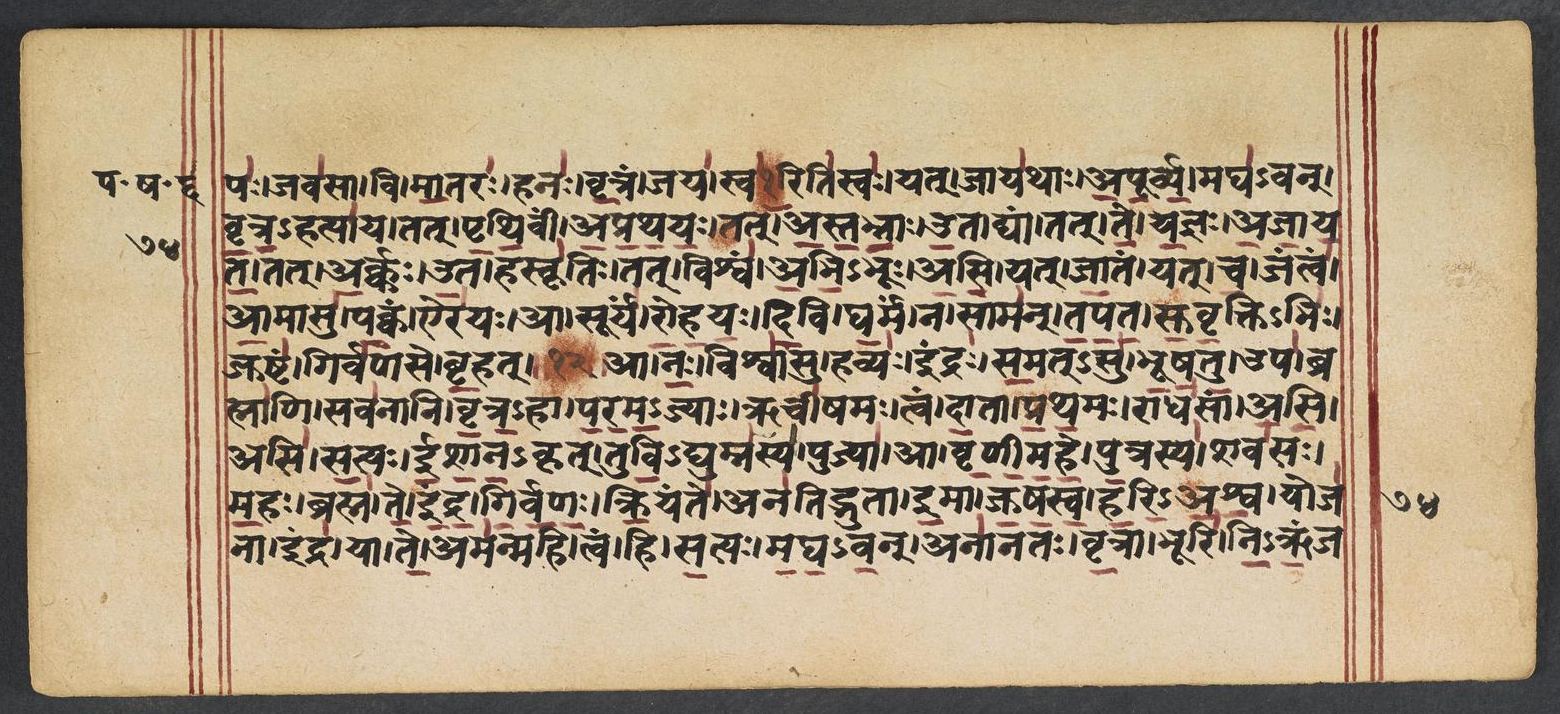 प॰ ष॰ ह पः।जवसा।वि।मातरः।हनः।वृत्रं।जय।स्व१रितिस्वः।यत्।जायथाः।अपूर्व्य।मघऽवन्।
वृत्रऽहत्याय।तत्।पृथिवीं।अप्रथयः।तत्।अस्तभ्नाः।उत।द्यां।तत्।ते।यज्ञः।अजाय
७४
त।तत्।अर्क्कः।उत।हस्कृतिः।तत्।विश्वं।अभिऽभूः।असि।यत्।जातं।यत्।च।जंत्वं।
आमासु।पक्वं।ऐरयः।आ।सूर्यं।रोहयः।दिवि।घर्मं।न।सामन्।तपत।सुवृक्तिऽभिः।
जुष्टं।गिर्वणसे।बृहत्। १२ आ।नः।विश्वासु।हव्यः।इंद्रः।समत्ऽसु।भूषतु।उप।ब्र
ह्माणि।सवनानि।वृत्रऽहा।परमऽज्याः।ऋचीषमः।त्वं।दाता।प्रथमः।राधसां।असि।
असि।सत्यः।ईशानऽकृत्।तुविऽद्युम्नस्य।युज्या।आ।वृणीमहे।पुत्रस्य।शवसः।
महः।ब्रह्म।ते।इंद्र।गिर्वणः।क्रियंते।अनतिद्भुता।इमा।जुषस्व।हरिऽअश्व।योज
७४
ना।इंद्र।या।ते।अमन्महि।त्वं।हि।सत्यः।मघऽवन्।अनानतः।वृत्रा।भूरि।निऽऋंज